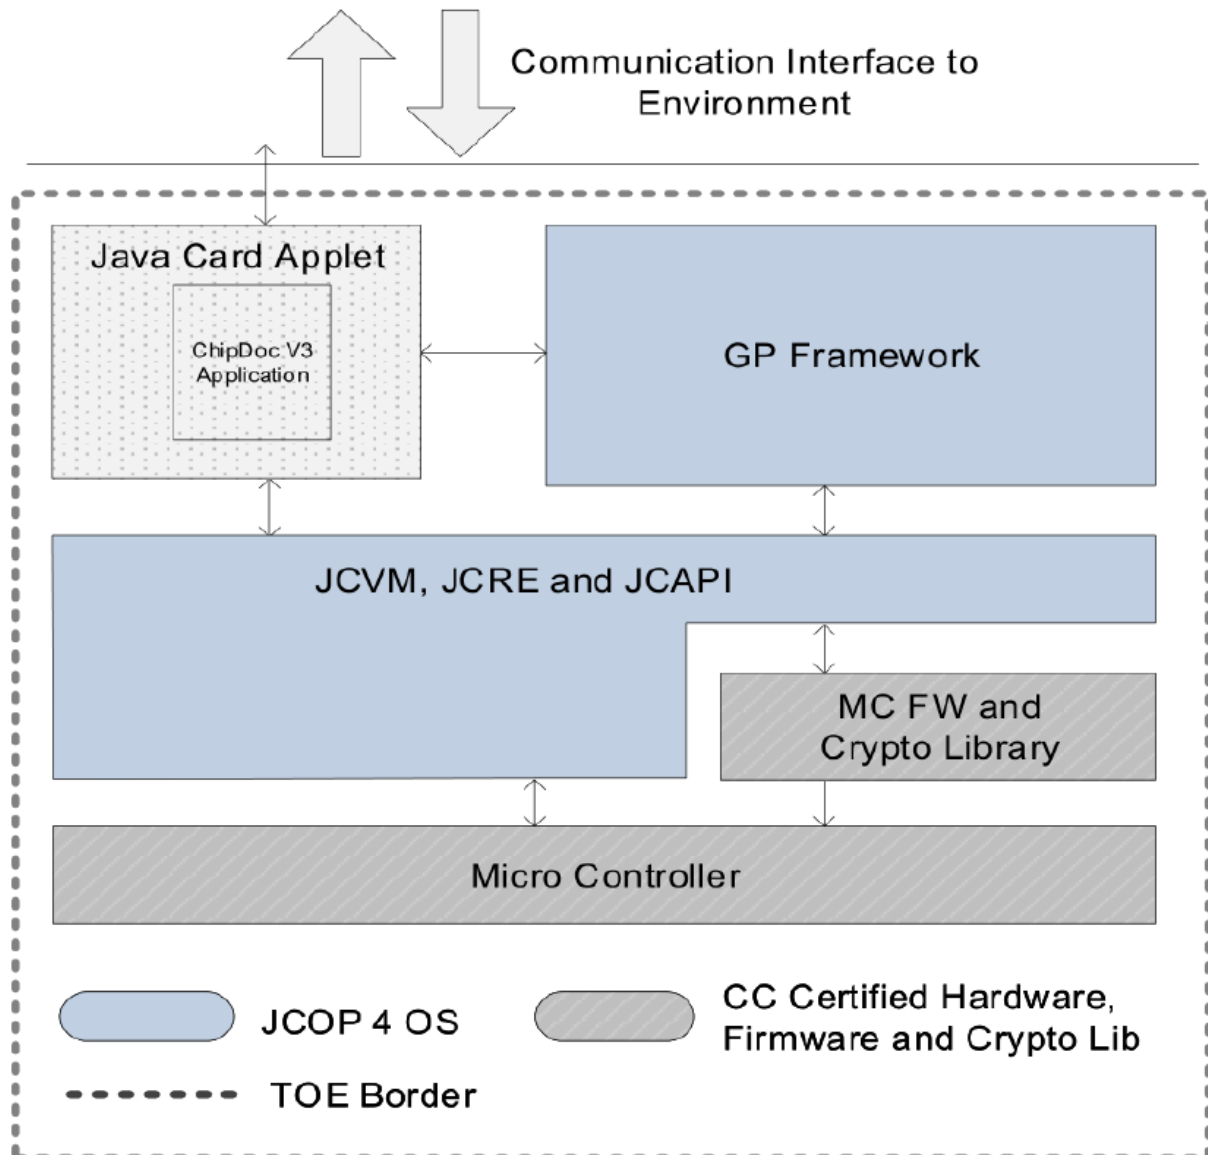 Communication Interface to
Environment
Java Card Applet
ChipDoc V3
Application
GP Framework
JCVM, JCRE and JCAPI
MC FW and
Crypto Library
Micro Controller
JCOP 4 OS
CC Certified Hardware,
Firmware and Crypto Lib
TOE Border